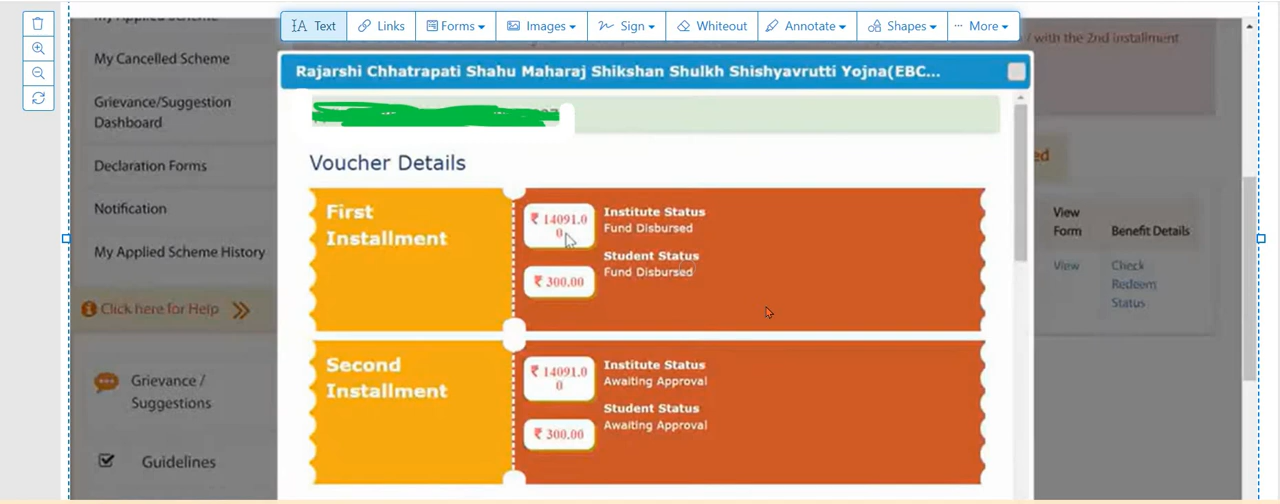 Text
Links
Forms
Images
Sign
Whiteout
Annotate
Shapes
More
My Applied Scheme
My Cancelled Scheme
Grievance/Suggestion
Dashboard
Declaration Forms
Notification
My Applied Scheme History
Click here for Help
Grievance /
Suggestions
Guidelines
/ with the 2nd installment
Rajarshi Chhatrapati Shahu Maharaj Shikshan Shulkh Shishyavrutti Yojna(EBC...
Voucher Details
First
Installment
₹ 14091.0
0
Institute Status
Fund Disbursed
₹ 300.00
Student Status
Fund Disbursed
Second
Installment
₹ 14091.0
0
Institute Status
Awaiting Approval
₹ 300.00
Student Status
Awaiting Approval
ed
View
Form
Benefit Details
View
Check
Redeem
Status